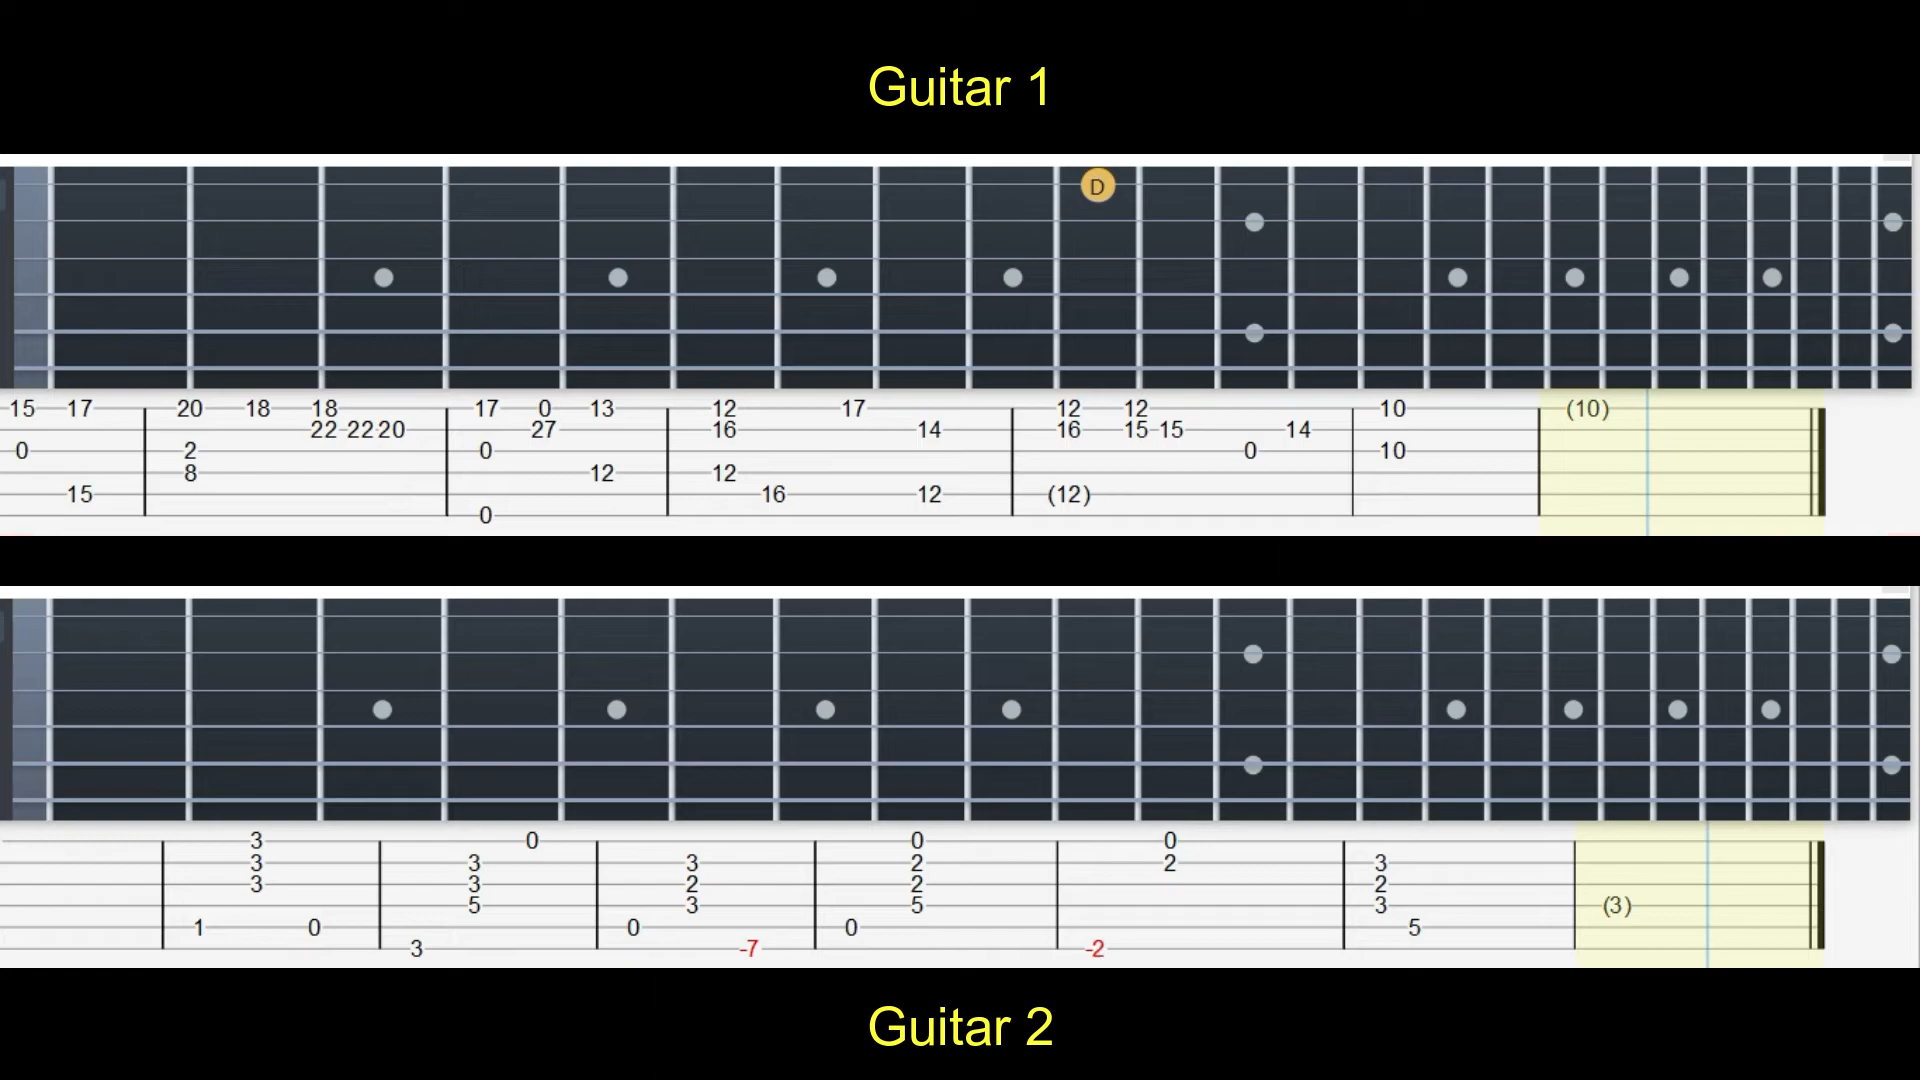 Guitar 1
D
15 17 20 18 18 17 0 13 12 17 12 12 10 (10)
22 22 20 27 16 14 16 15 15 14
0 2 0 0 10
8 12 12
15 16 12 (12)
0
3 0 0 0
3 3 3 2 2 3
3 3 2 2 2
5 3 5 3 (3)
1 0 0 0 5
3 -7 -2
Guitar 2